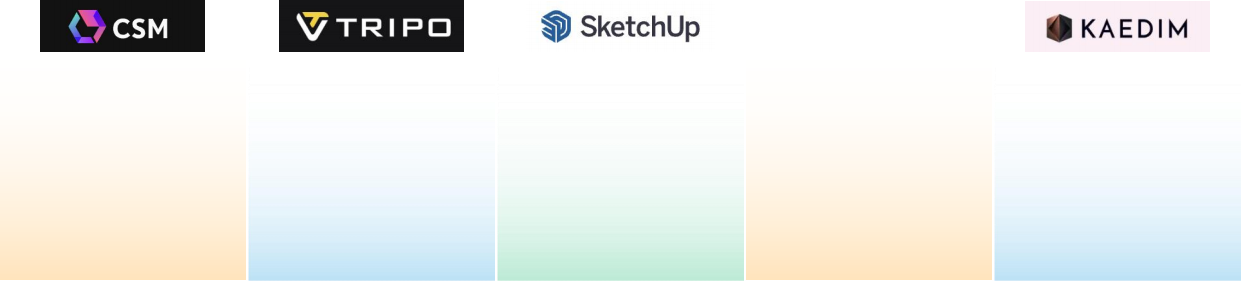 CSM
TRIPO
SketchUp
KAEDIM